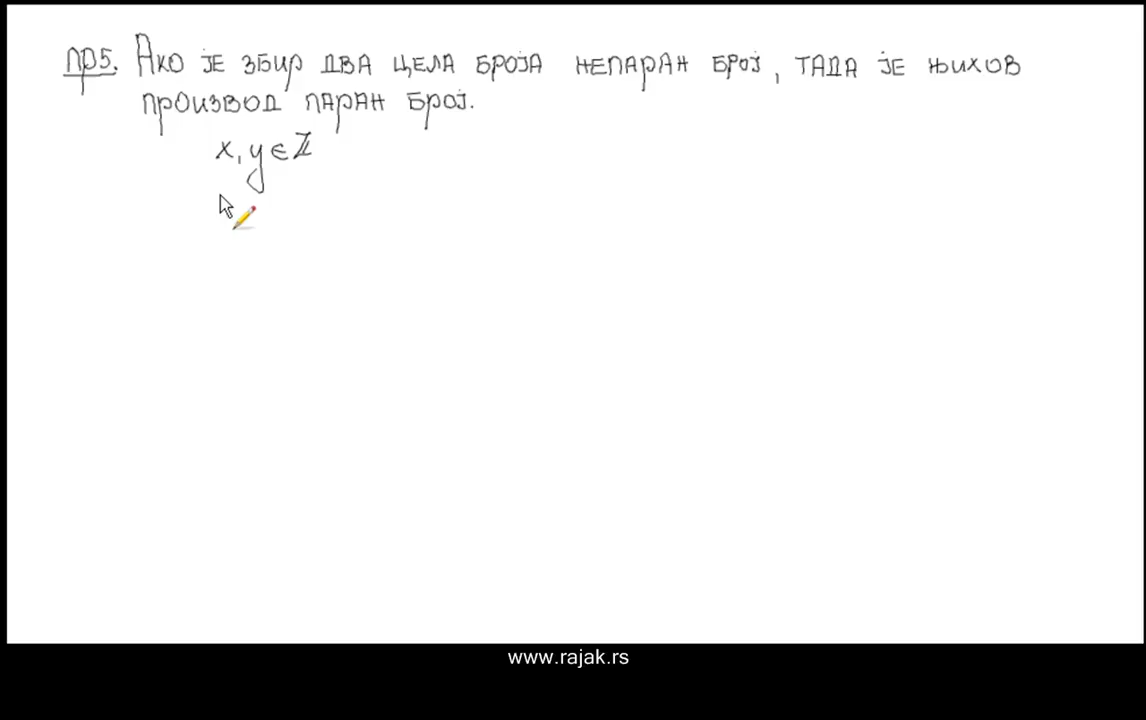 Пр5. Ако је збир два цела броја непаран број, тада је њихов
производ паран број.
x, y ∈ ℤ
www.rajak.rs